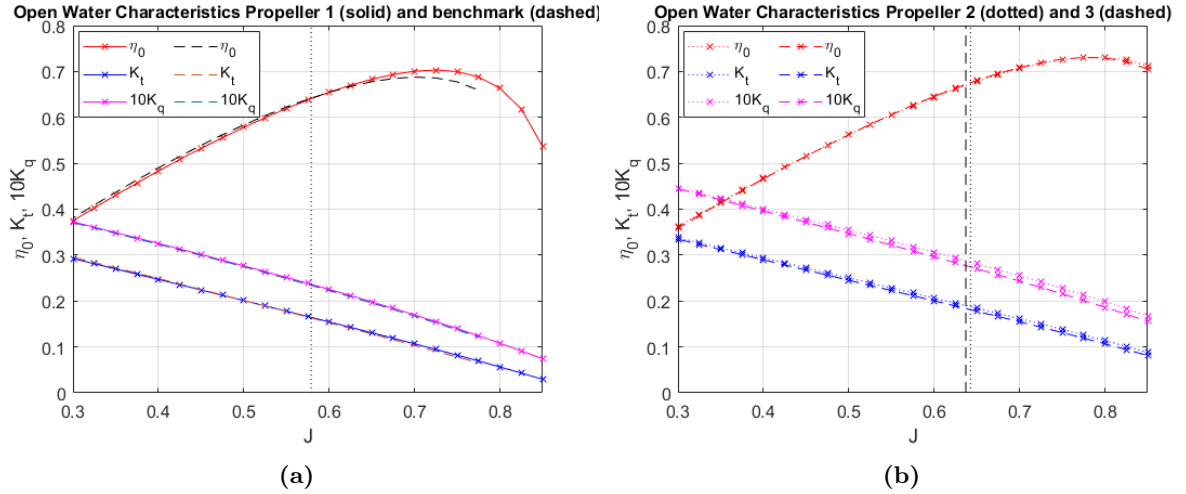 Open Water Characteristics Propeller 1 (solid) and benchmark (dashed)
η0 η0
Kt Kt
10Kq 10Kq
0.8
0.7
0.6
0.5
0.4
0.3
0.2
0.1
0
η0, Kt, 10Kq
0.3 0.4 0.5 0.6 0.7 0.8
J
(a)
Open Water Characteristics Propeller 2 (dotted) and 3 (dashed)
η0 η0
Kt Kt
10Kq 10Kq
0.8
0.7
0.6
0.5
0.4
0.3
0.2
0.1
0
η0, Kt, 10Kq
0.3 0.4 0.5 0.6 0.7 0.8
J
(b)